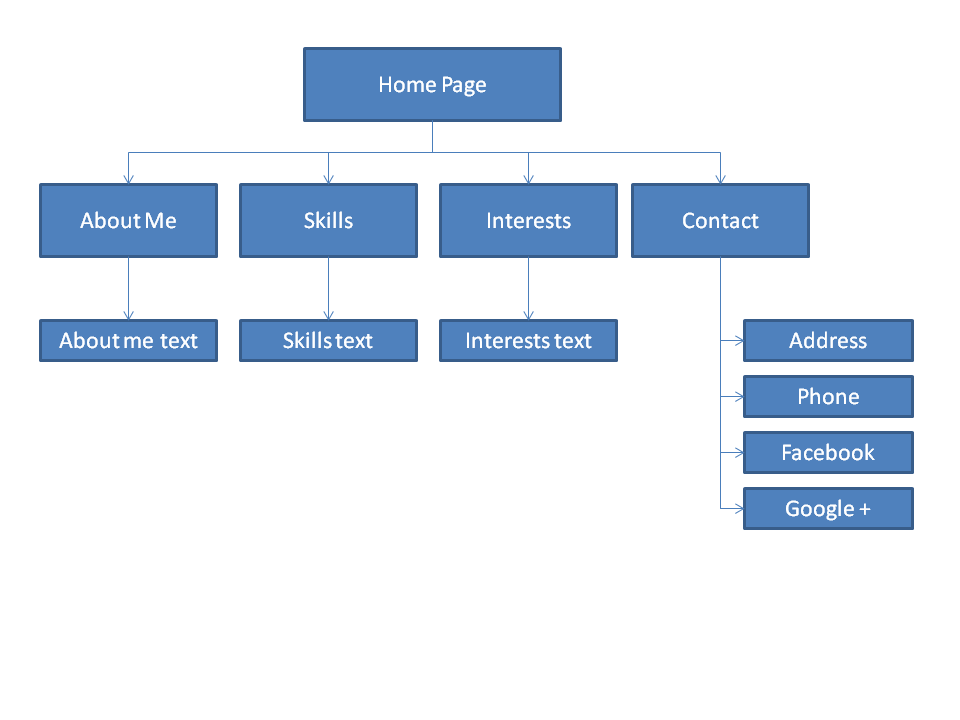 Home Page
About Me
Skills
Interests
Contact
About me text
Skills text
Interests text
Address
Phone
Facebook
Google +